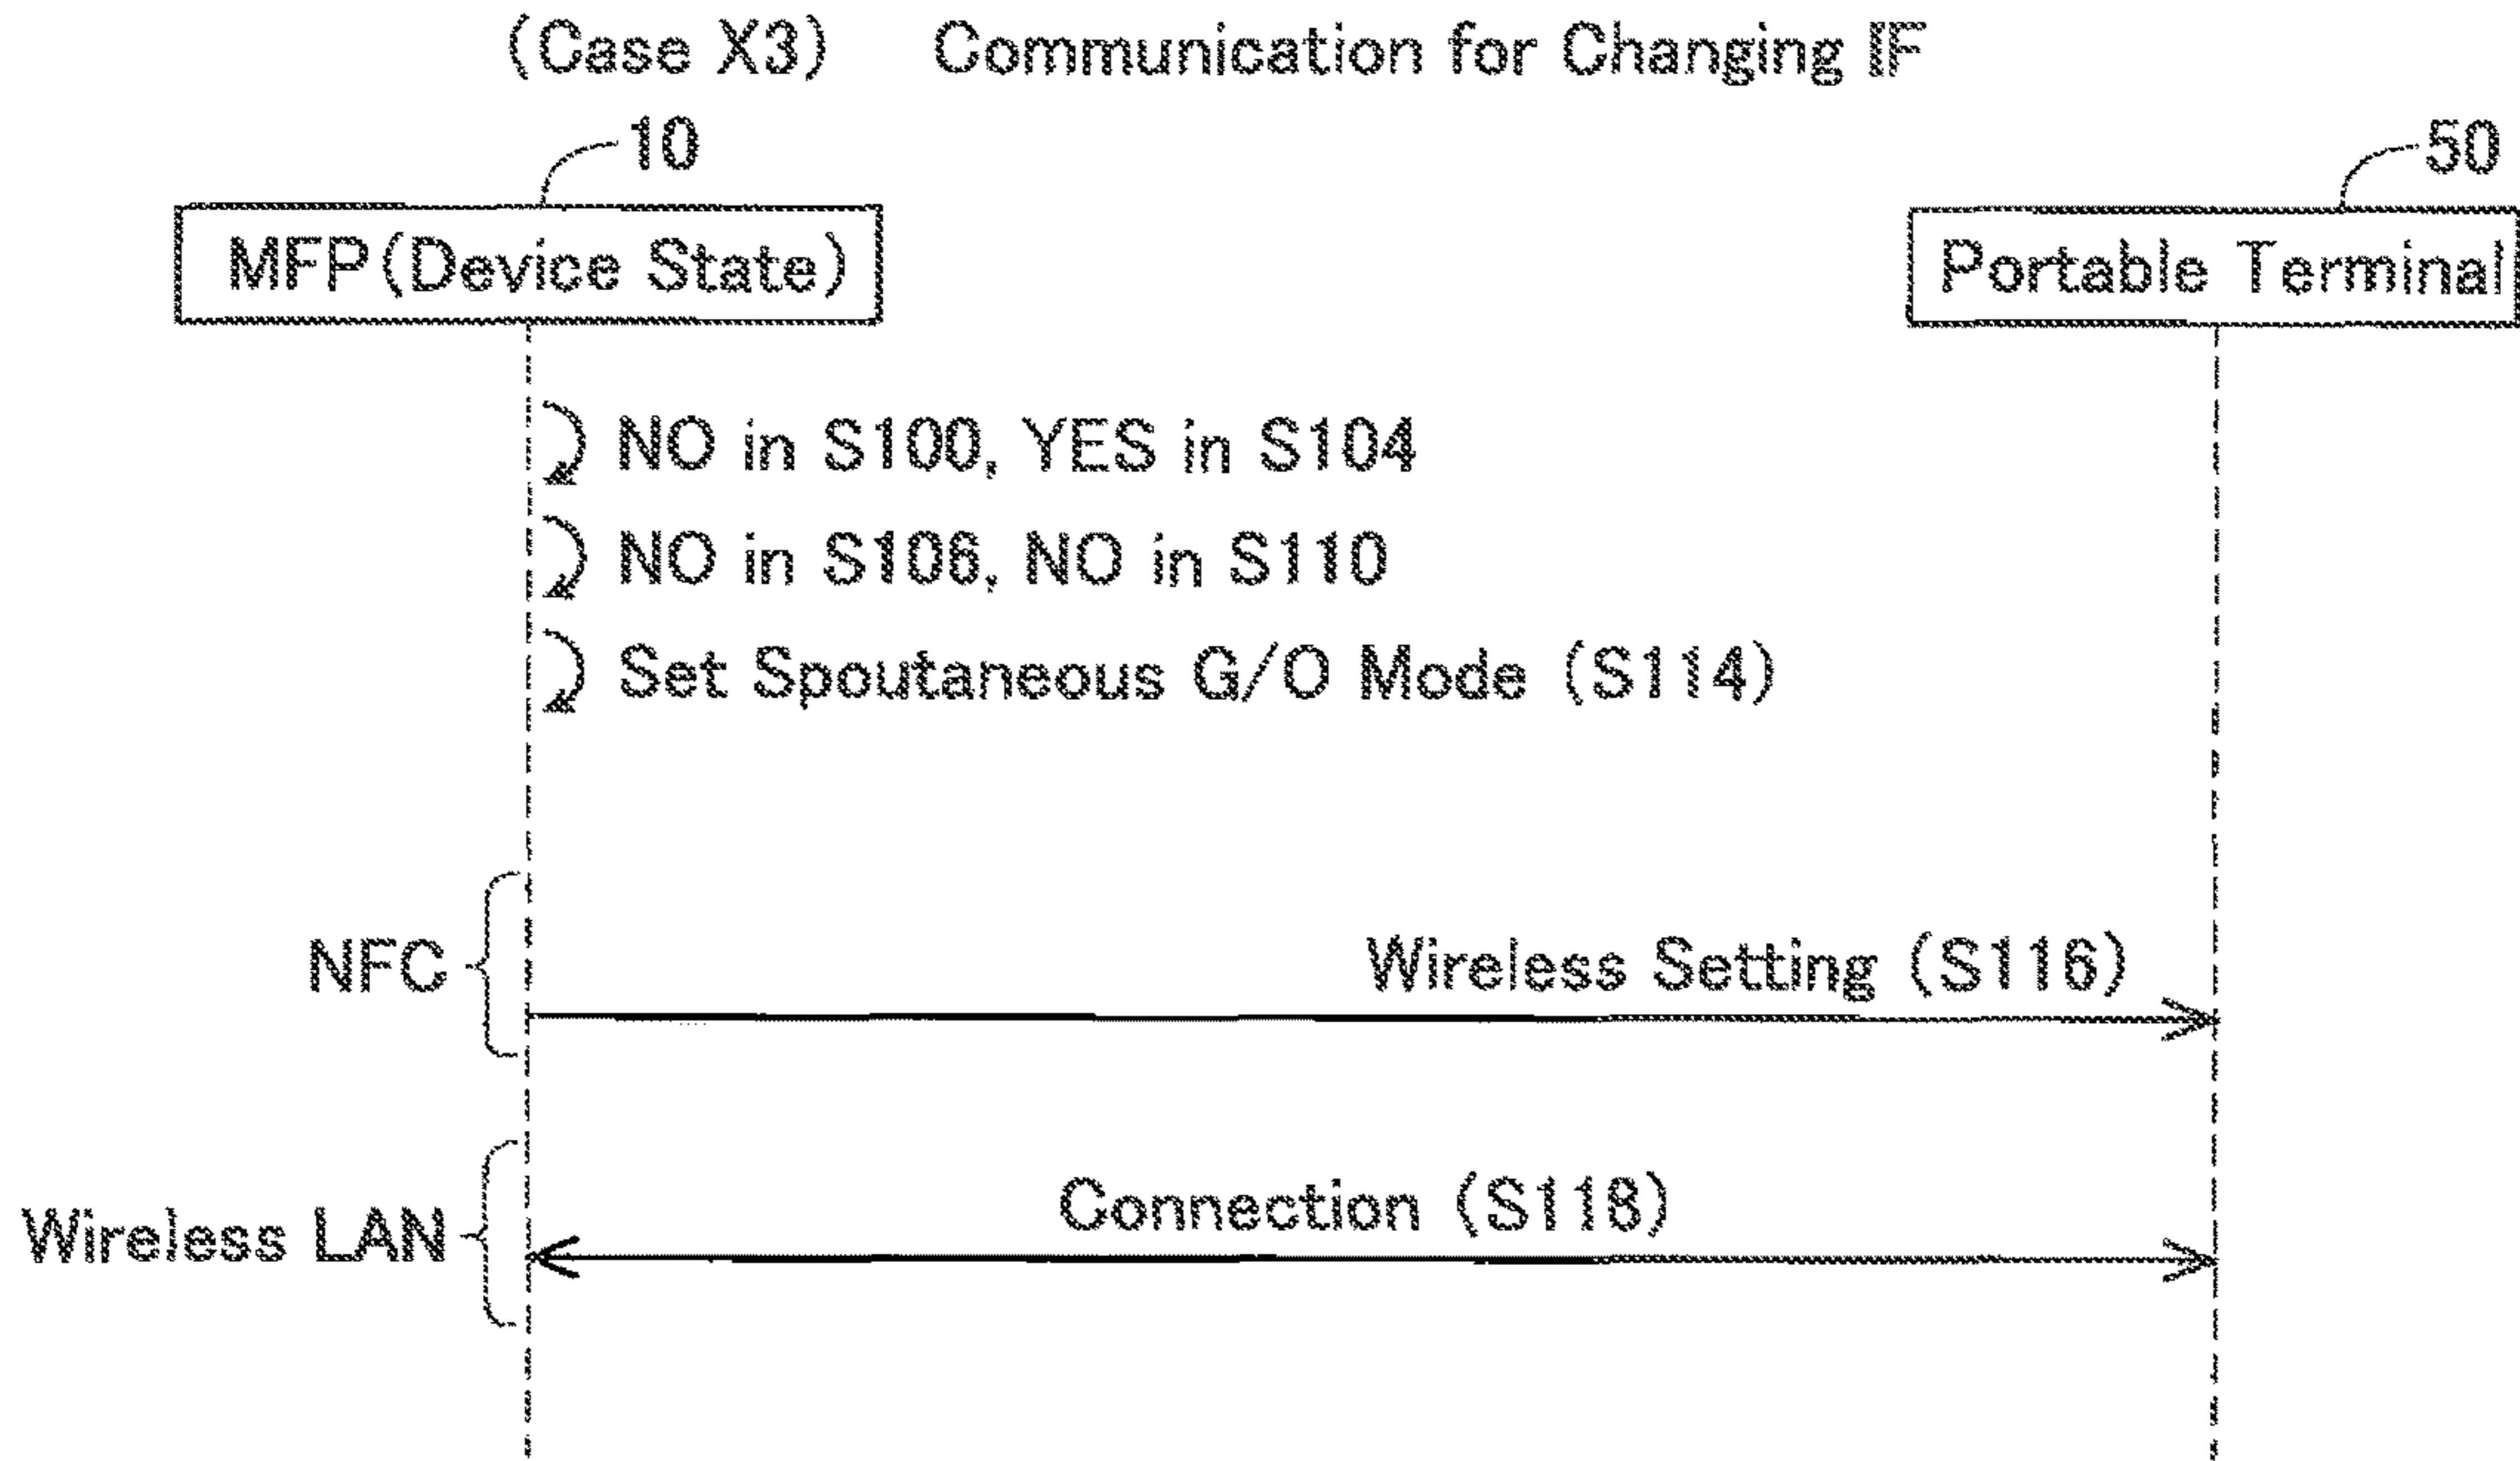 (Case X3) Communication for Changing IF
10
50
MFP(Device State)
Portable Terminal
NO in S100, YES in S104
NO in S106, NO in S110
Set Spoutaneous G/O Mode (S114)
NFC
Wireless Setting (S116)
Wireless LAN
Connection (S118)